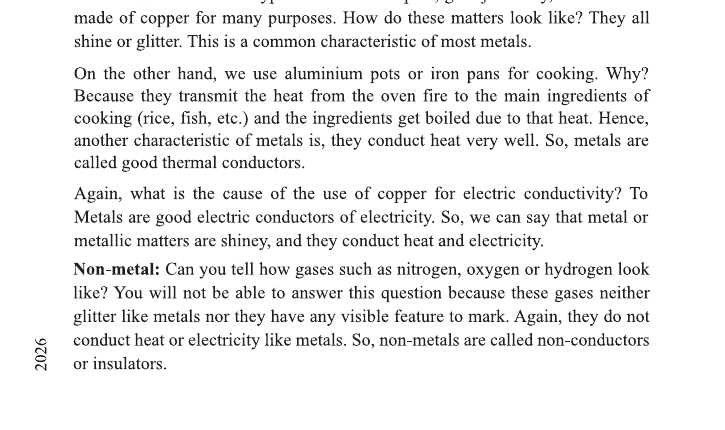 made of copper for many purposes. How do these matters look like? They all
shine or glitter. This is a common characteristic of most metals.
On the other hand, we use aluminium pots or iron pans for cooking. Why?
Because they transmit the heat from the oven fire to the main ingredients of
cooking (rice, fish, etc.) and the ingredients get boiled due to that heat. Hence,
another characteristic of metals is, they conduct heat very well. So, metals are
called good thermal conductors.
Again, what is the cause of the use of copper for electric conductivity? To
Metals are good electric conductors of electricity. So, we can say that metal or
metallic matters are shiney, and they conduct heat and electricity.
Non-metal: Can you tell how gases such as nitrogen, oxygen or hydrogen look
like? You will not be able to answer this question because these gases neither
glitter like metals nor they have any visible feature to mark. Again, they do not
conduct heat or electricity like metals. So, non-metals are called non-conductors
or insulators.
2026